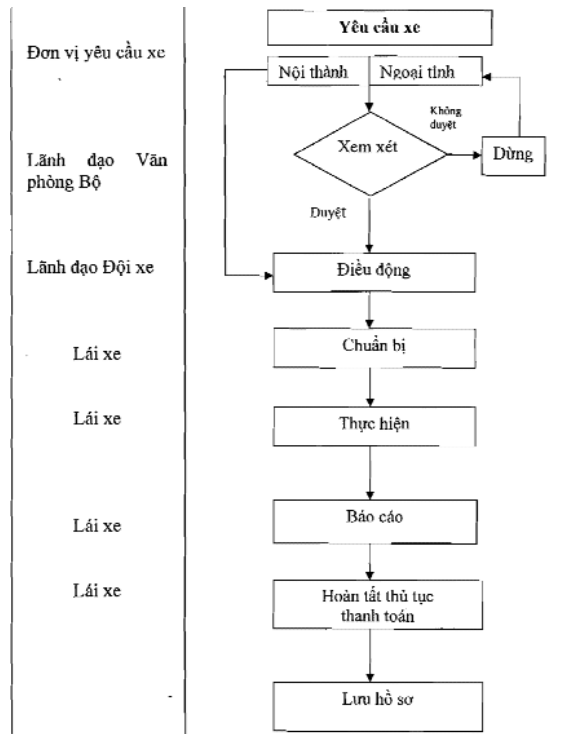 Yêu cầu xe
Đơn vị yêu cầu xe
Nội thành
Ngoại tỉnh
Không
duyệt
Xem xét
Dừng
Lãnh đạo Văn
phòng Bộ
Duyệt
Lãnh đạo Đội xe
Điều động
Chuẩn bị
Lái xe
Lái xe
Thực hiện
Báo cáo
Lái xe
Lái xe
Hoàn tất thủ tục
thanh toán
Lưu hồ sơ